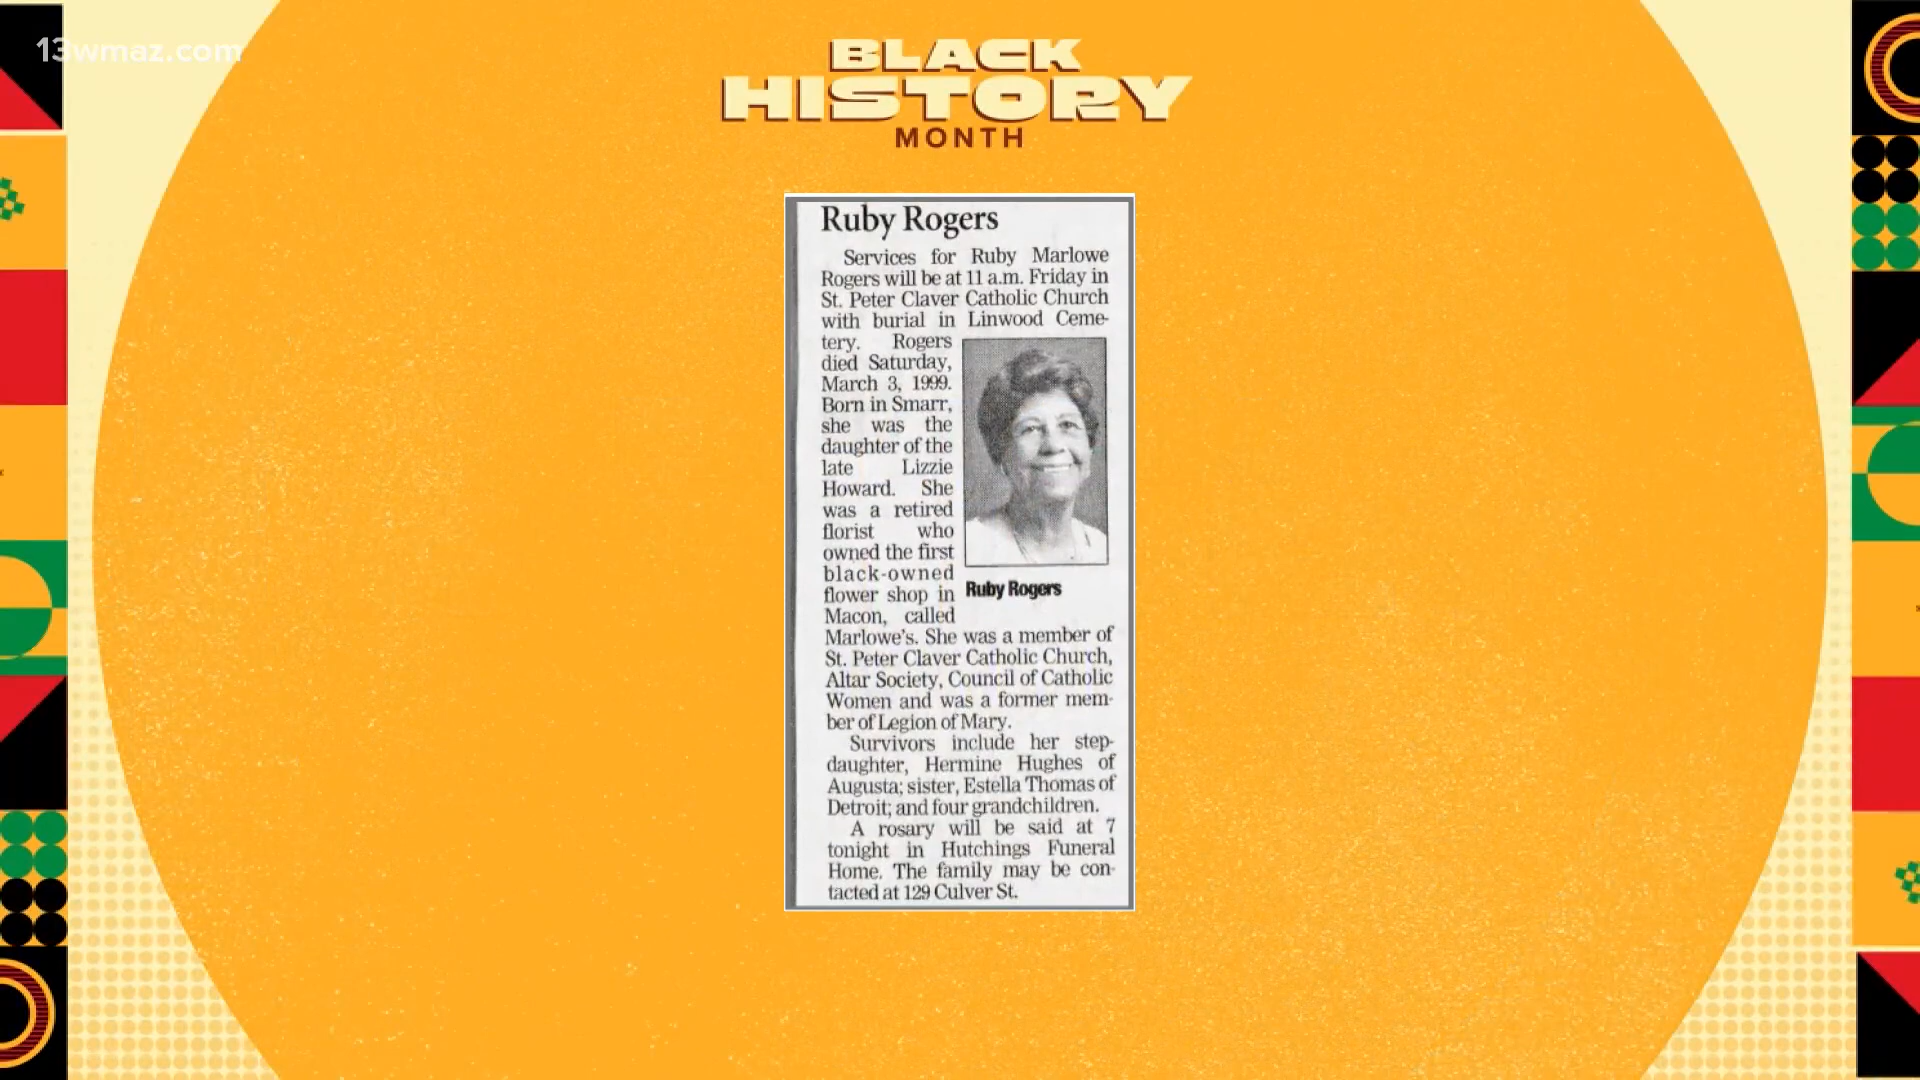 13wmaz.com
BLACK
HISTORY
MONTH
Ruby Rogers
Services for Ruby Marlowe
Rogers will be at 11 a.m. Friday in
St. Peter Claver Catholic Church
with burial in Linwood Ceme-
tery. Rogers
died Saturday,
March 3, 1999.
Born in Smarr,
she was the
daughter of the
late Lizzie
Howard. She
was a retired
florist who
owned the first
black-owned
flower shop in
Macon, called
Ruby Rogers
Marlowe's. She was a member of
St. Peter Claver Catholic Church,
Altar Society, Council of Catholic
Women and was a former mem-
ber of Legion of Mary.
Survivors include her step-
daughter, Hermine Hughes of
Augusta; sister, Estella Thomas of
Detroit; and four grandchildren.
A rosary will be said at 7
tonight in Hutchings Funeral
Home. The family may be con-
tacted at 129 Culver St.